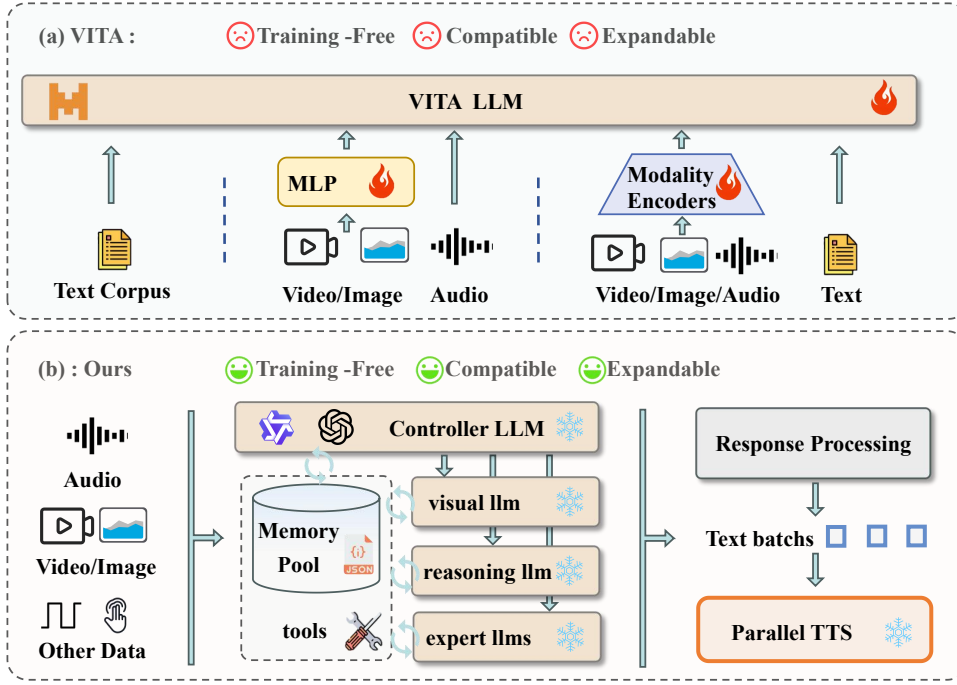 (a) VITA :
Training -Free
Compatible
Expandable
VITA LLM
MLP
Modality
Encoders
Text Corpus
Video/Image
Audio
Video/Image/Audio
Text
(b) : Ours
Training -Free
Compatible
Expandable
Audio
Video/Image
Other Data
Controller LLM
Memory
Pool
{i}
JSON
tools
visual llm
reasoning llm
expert llms
Response Processing
Text batchs
Parallel TTS